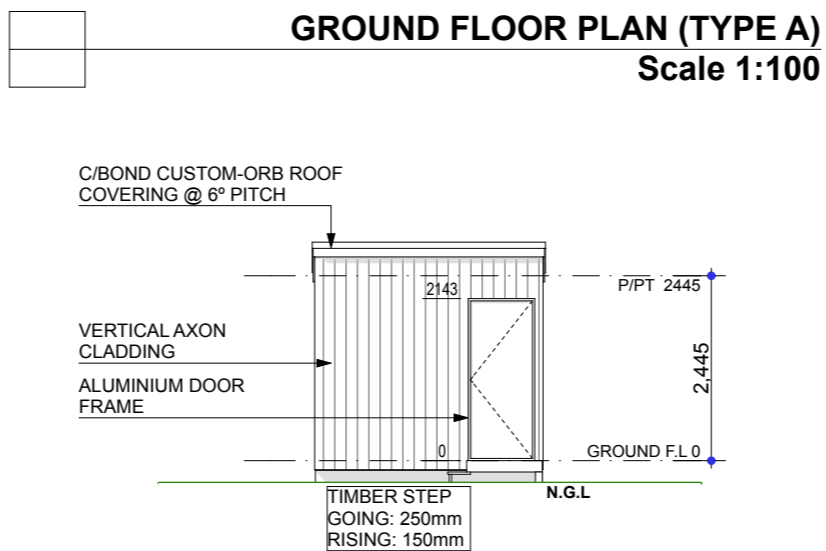 GROUND FLOOR PLAN (TYPE A)
Scale 1:100
C/BOND CUSTOM-ORB ROOF
COVERING @ 6º PITCH
2143
P/PT 2445
VERTICAL AXON
CLADDING
2,445
ALUMINIUM DOOR
FRAME
0
GROUND F.L 0
N.G.L
TIMBER STEP
GOING: 250mm
RISING: 150mm